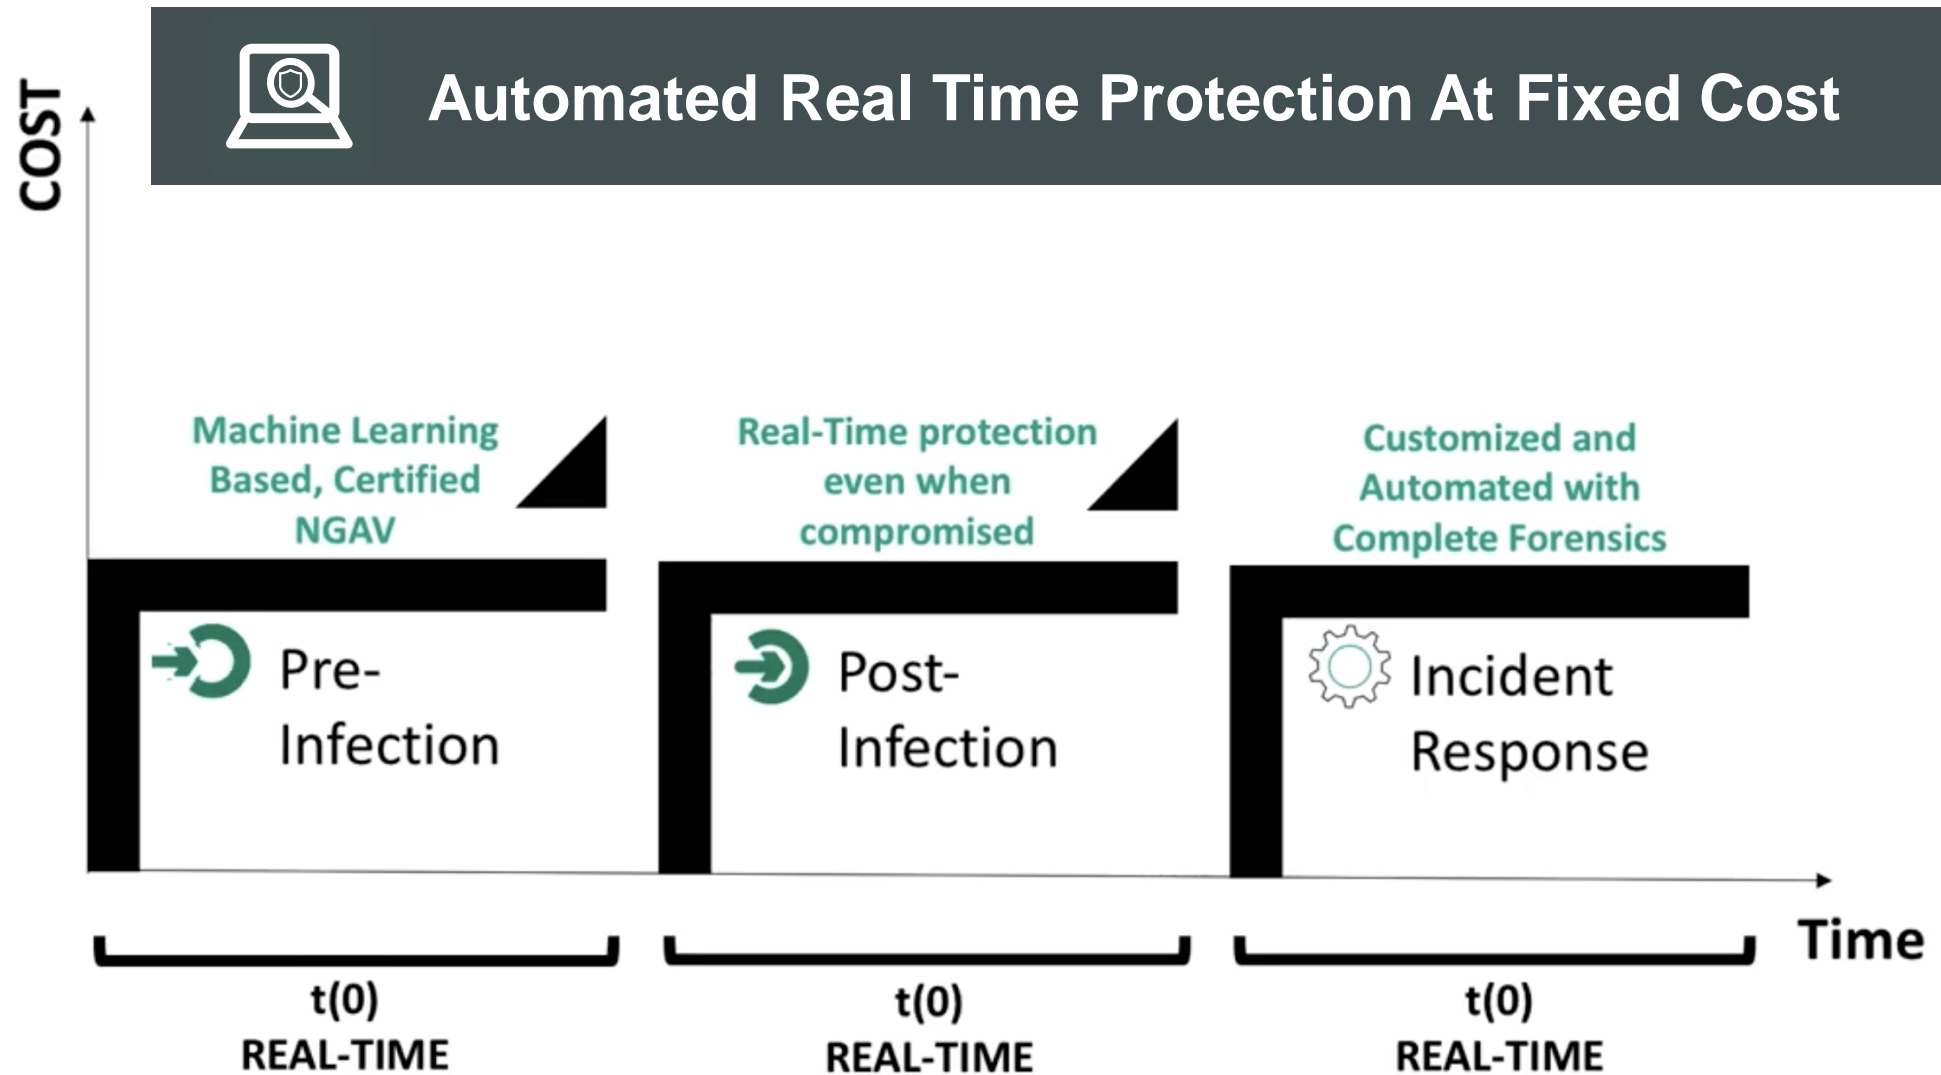 Automated Real Time Protection At Fixed Cost
COST
Machine Learning
Based, Certified
NGAV
Real-Time protection
even when
compromised
Customized and
Automated with
Complete Forensics
Pre-
Infection
Post-
Infection
Incident
Response
Time
t(0)
REAL-TIME
t(0)
REAL-TIME
t(0)
REAL-TIME